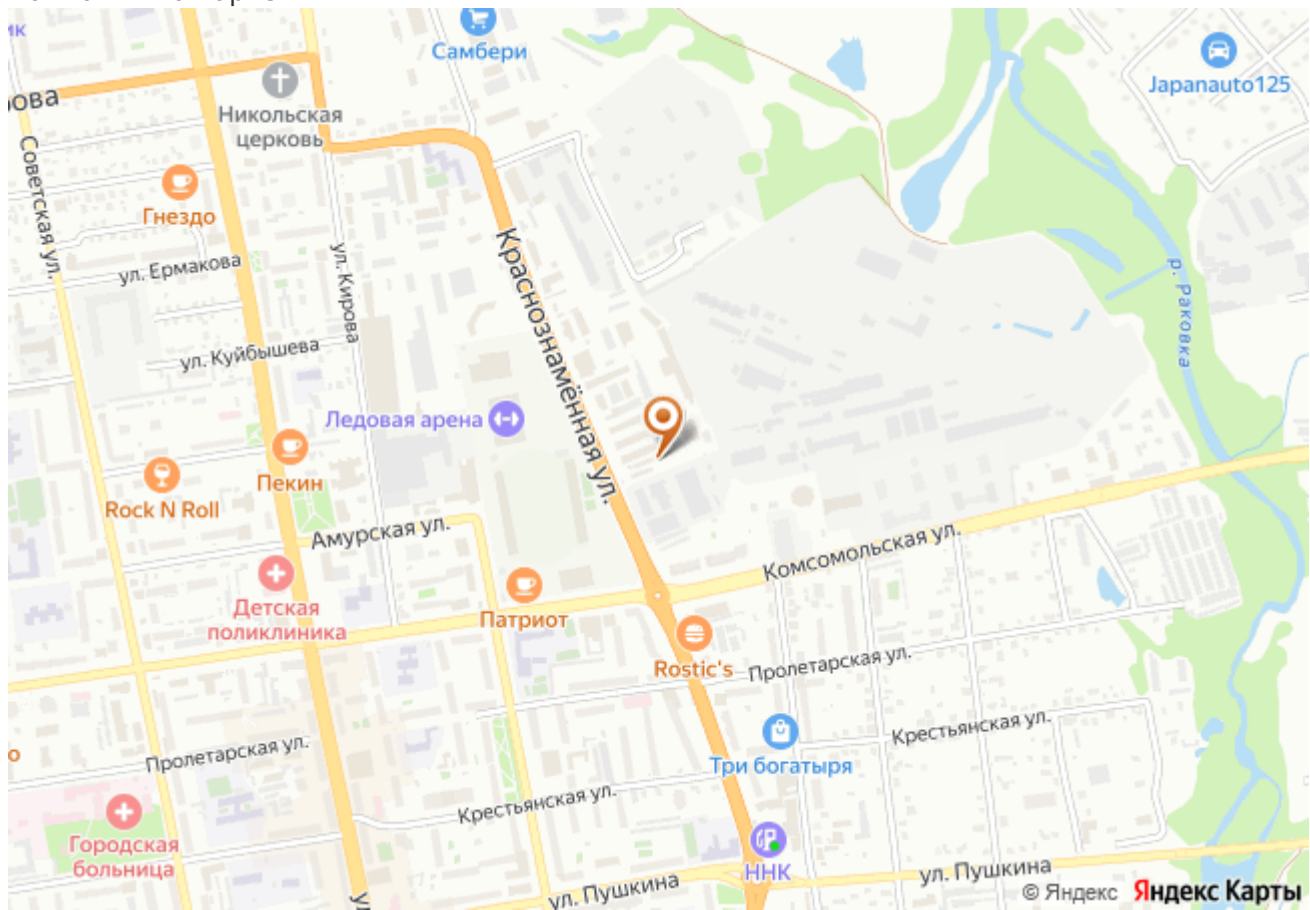 ик
Самбери
Japanauto125
рова
Никольская
церковь
Советская ул.
Гнездо
Краснознамённая ул.
ул. Ермакова
ул. Кирова
р. Раковка
ул. Куйбышева
Ледовая арена
Пекин
Rock N Roll
Амурская ул.
Комсомольская ул.
Детская
поликлиника
Патриот
Rostic's
Пролетарская ул.
Крестьянская ул.
о
Пролетарская ул.
Три богатыря
Крестьянская ул.
Городская
больница
ННК
ул. Пушкина
ул. Пушкина
© Яндекс Яндекс Карты